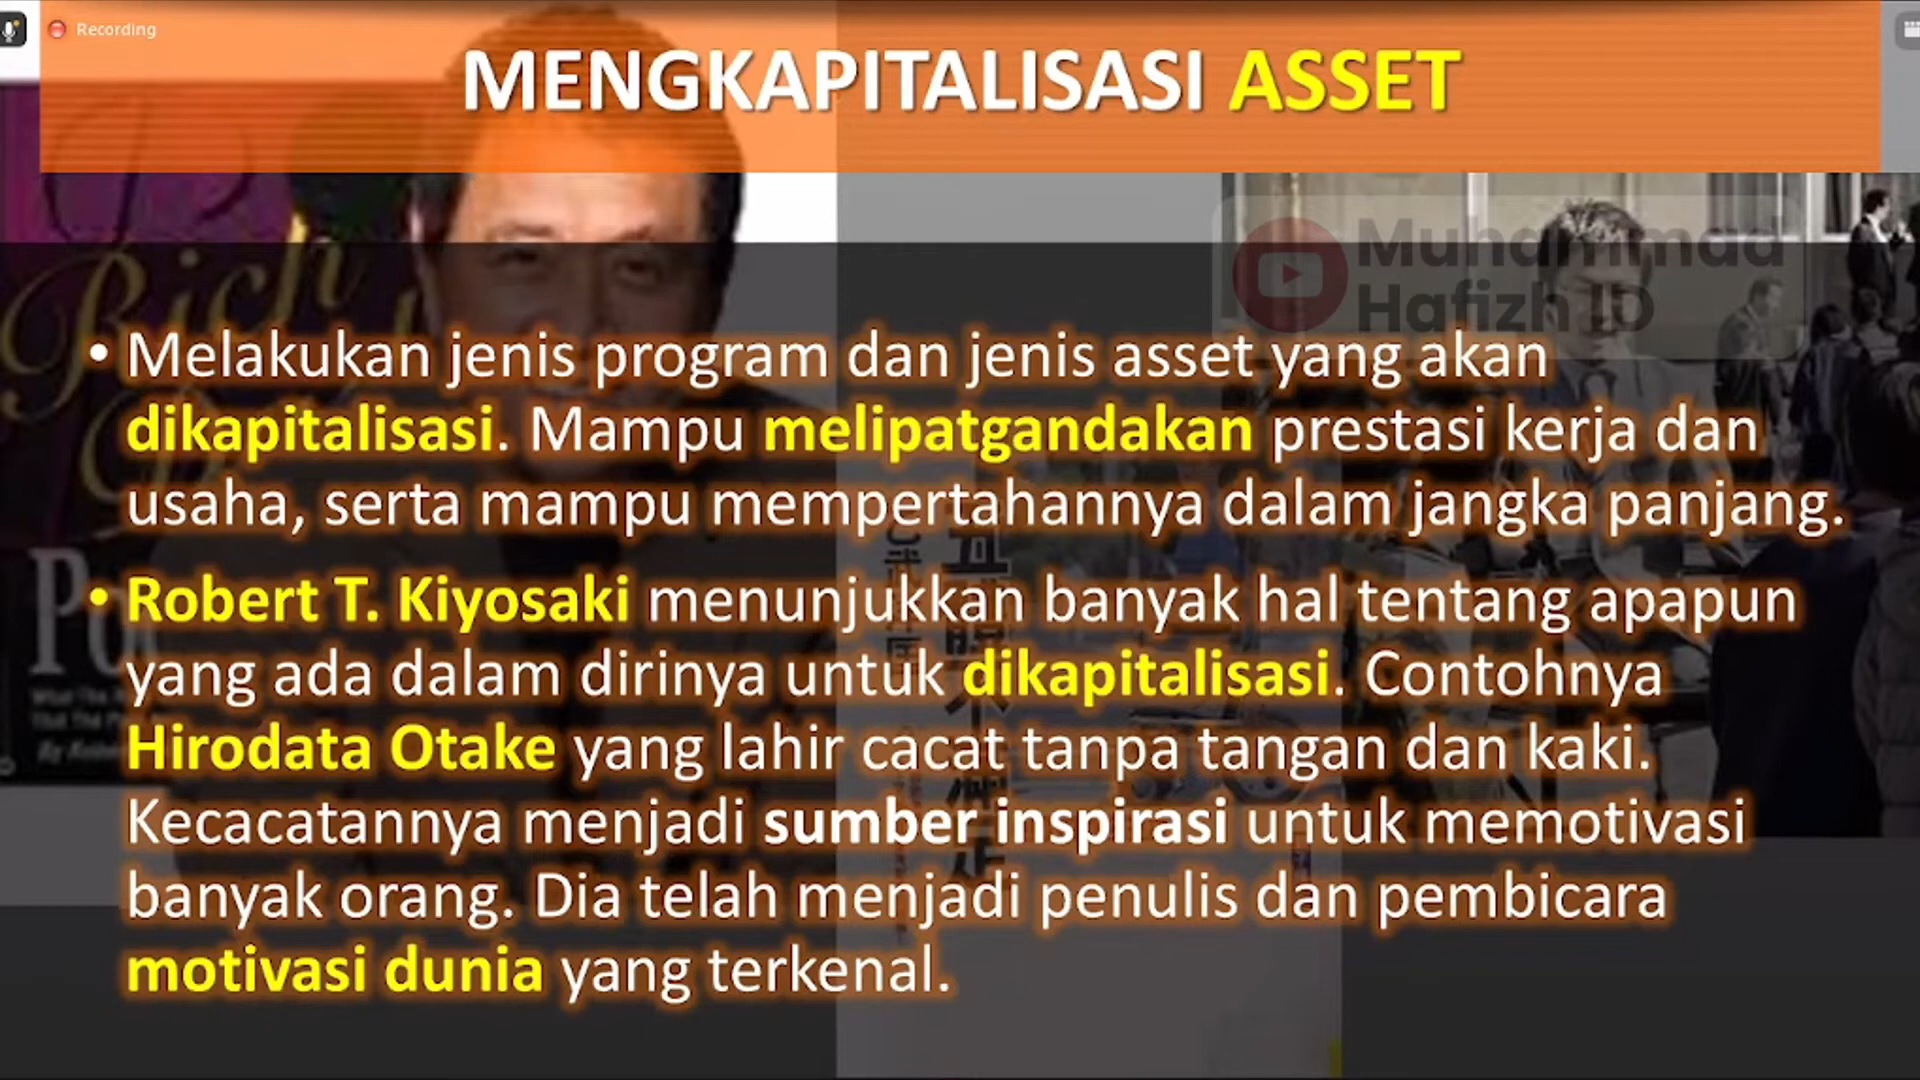 Recording
MENGKAPITALISASI ASSET
Muhammad
Hafizh ID
• Melakukan jenis program dan jenis asset yang akan
dikapitalisasi. Mampu melipatgandakan prestasi kerja dan
usaha, serta mampu mempertahannya dalam jangka panjang.
• Robert T. Kiyosaki menunjukkan banyak hal tentang apapun
yang ada dalam dirinya untuk dikapitalisasi. Contohnya
Hirodata Otake yang lahir cacat tanpa tangan dan kaki.
Kecacatannya menjadi sumber inspirasi untuk memotivasi
banyak orang. Dia telah menjadi penulis dan pembicara
motivasi dunia yang terkenal.
Rich